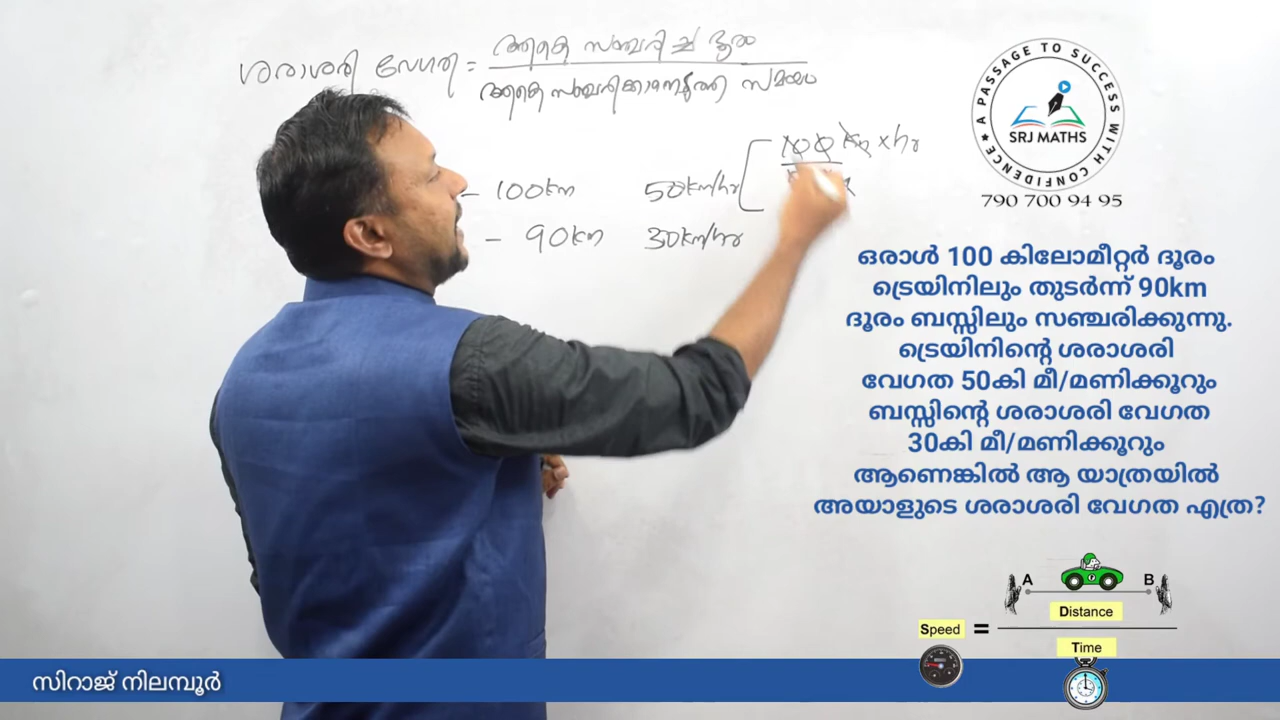 ശരാശരി വേഗത = ആകെ സഞ്ചരിച്ച ദൂരം
ആകെ സഞ്ചരിക്കാനെടുത്ത സമയം
100 km × hr
– 100km 50km/hr
– 90km 30km/hr
A PASSAGE TO SUCCESS WITH CONFIDENCE ★
SRJ MATHS
790 700 94 95
ഒരാൾ 100 കിലോമീറ്റർ ദൂരം
ട്രെയിനിലും തുടർന്ന് 90km
ദൂരം ബസ്സിലും സഞ്ചരിക്കുന്നു.
ട്രെയിനിന്റെ ശരാശരി
വേഗത 50കി മീ/മണിക്കൂറും
ബസ്സിന്റെ ശരാശരി വേഗത
30കി മീ/മണിക്കൂറും
ആണെങ്കിൽ ആ യാത്രയിൽ
അയാളുടെ ശരാശരി വേഗത എത്ര?
A B
Distance
Speed =
Time
സിറാജ് നിലമ്പൂർ